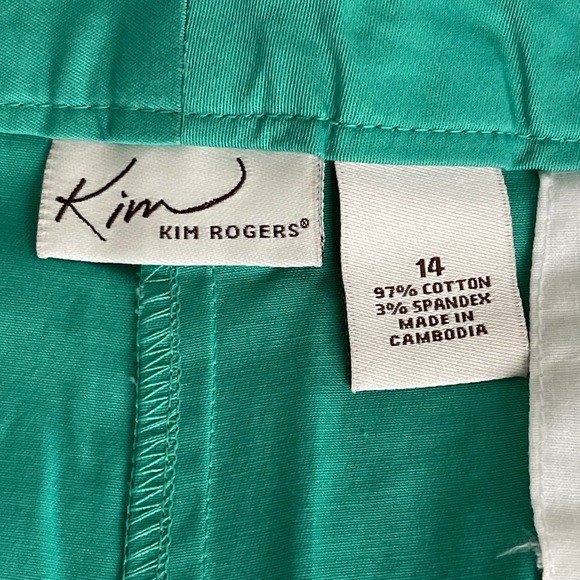 Kim
KIM ROGERS®
14
97% COTTON
3% SPANDEX
MADE IN
CAMBODIA